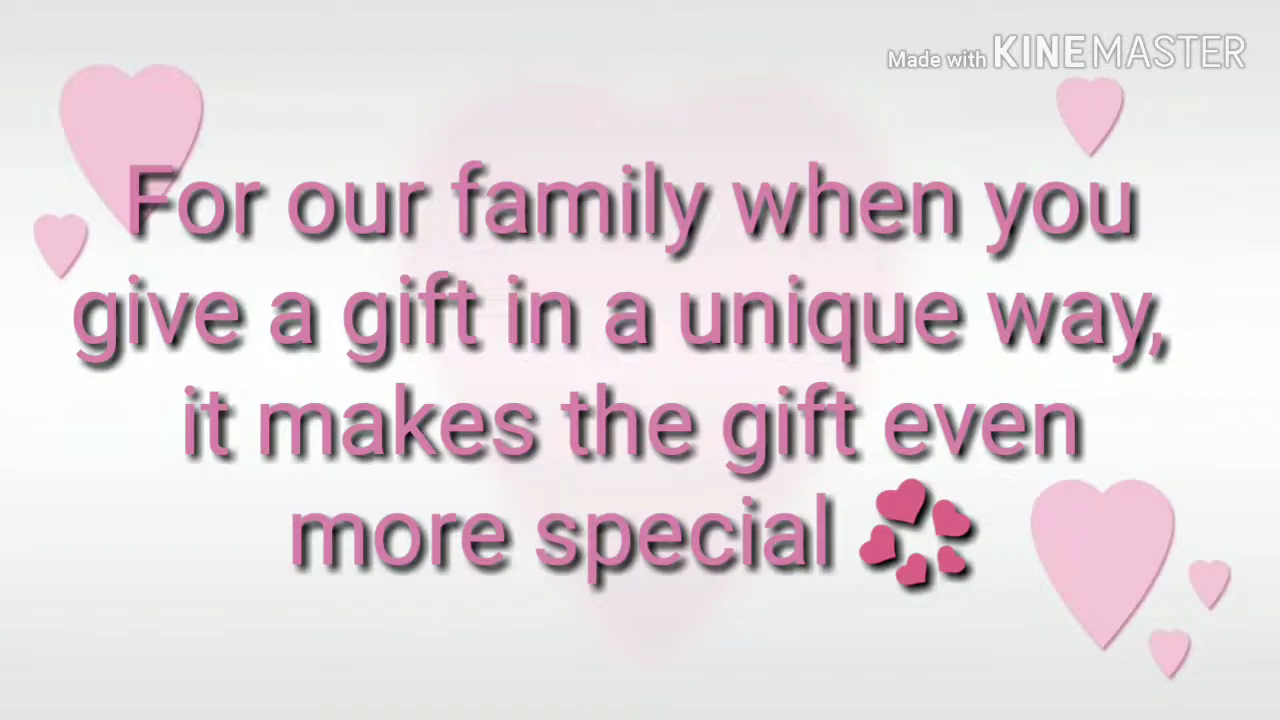 Made with KINEMASTER
For our family when you
give a gift in a unique way,
it makes the gift even
more special 💞